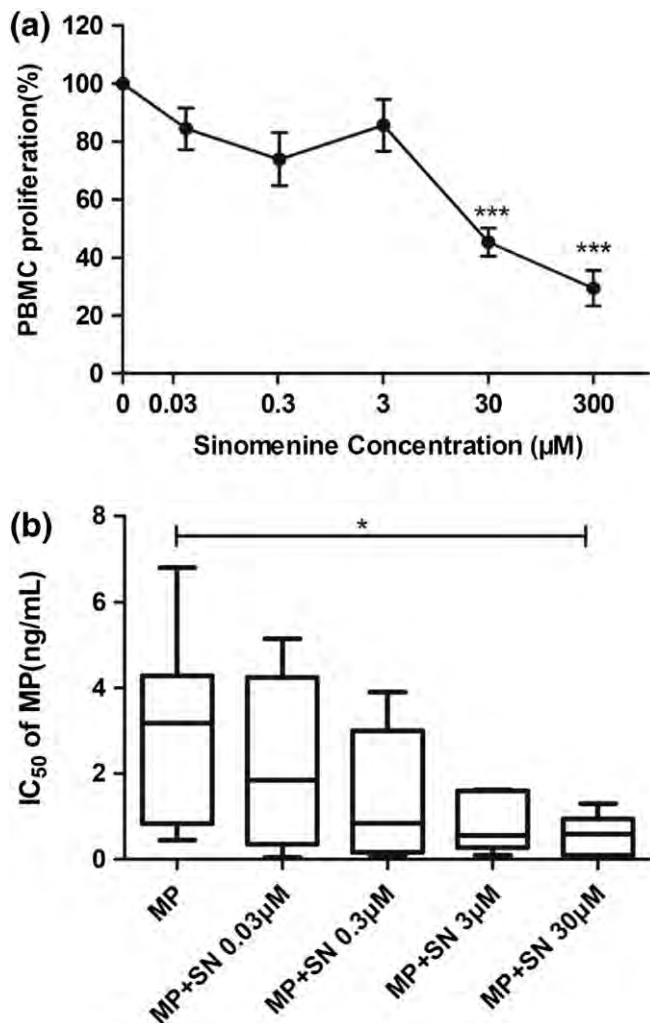 (a)
120
100
80
60
40
20
0
PBMC proliferation(%)
***
***
0 0.03 0.3 3 30 300
Sinomenine Concentration (µM)
(b)
8
6
4
2
0
IC50 of MP(ng/mL)
*
MP
MP+SN 0.03µM
MP+SN 0.3µM
MP+SN 3µM
MP+SN 30µM